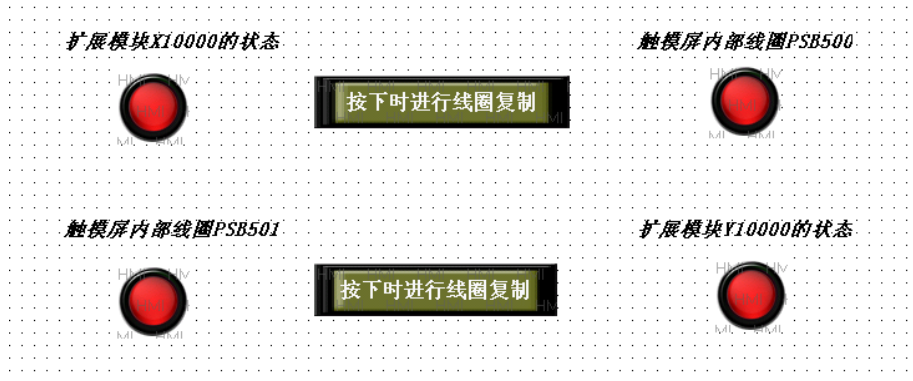 扩展模块X10000的状态
触摸屏内部线圈PSB500
按下时进行线圈复制
触摸屏内部线圈PSB501
扩展模块Y10000的状态
按下时进行线圈复制